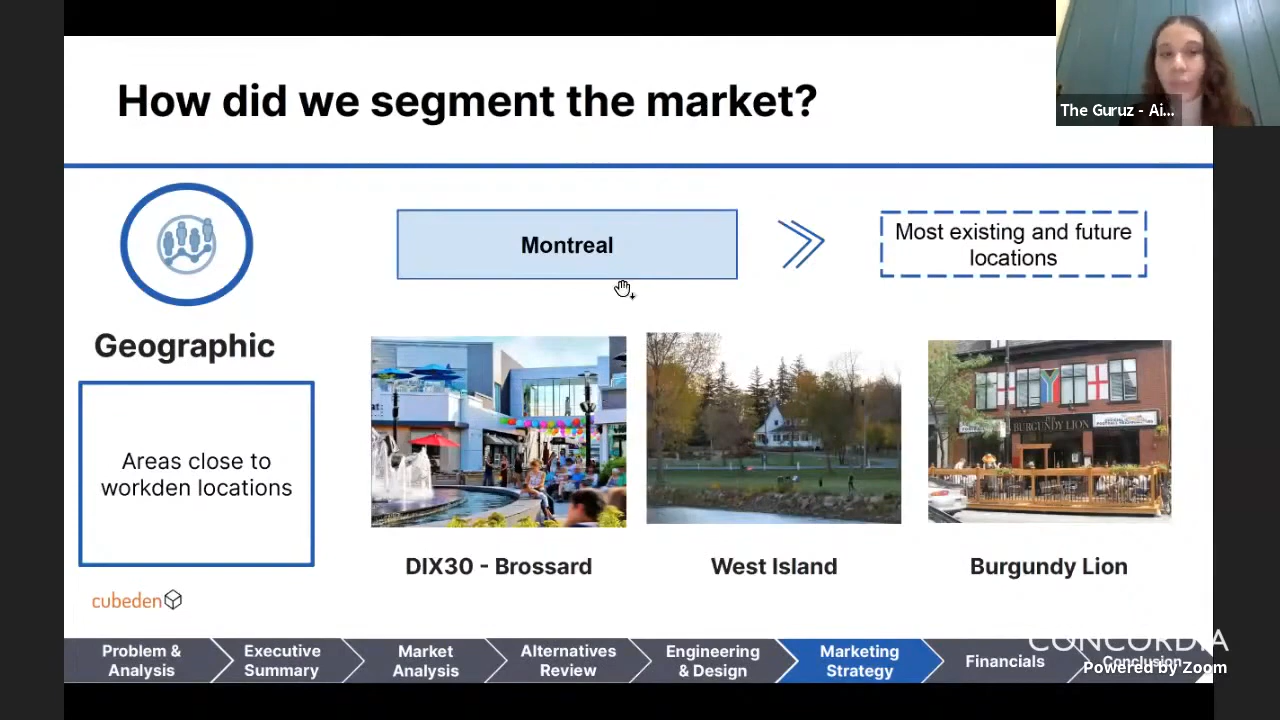 How did we segment the market?
The Guruz - Ai...
Montreal
Most existing and future
locations
Geographic
Areas close to
workden locations
BURGUNDY LION
DIX30 - Brossard
West Island
Burgundy Lion
cubeden
Problem &
Analysis
Executive
Summary
Market
Analysis
Alternatives
Review
Engineering
& Design
Marketing
Strategy
Financials
Conclusion
CONCORDIA
Powered by Zoom